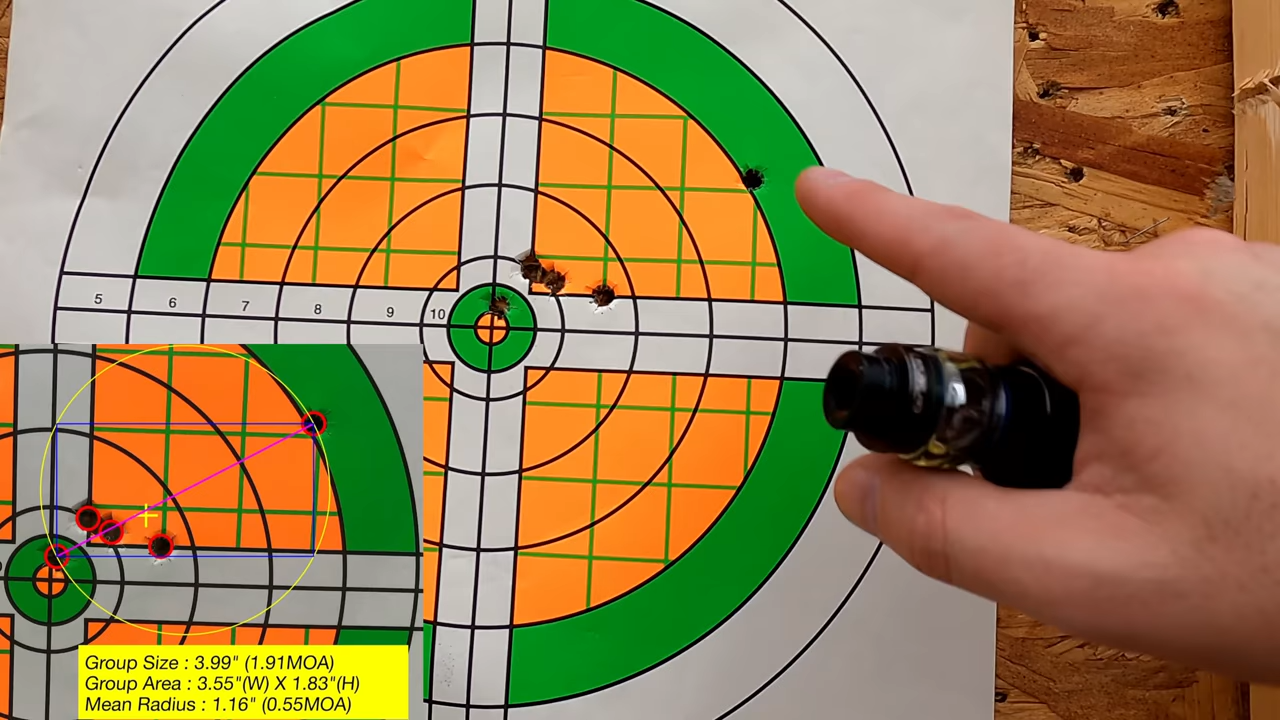 5 6 7 8 9 10
Group Size : 3.99" (1.91MOA)
Group Area : 3.55"(W) X 1.83"(H)
Mean Radius : 1.16" (0.55MOA)